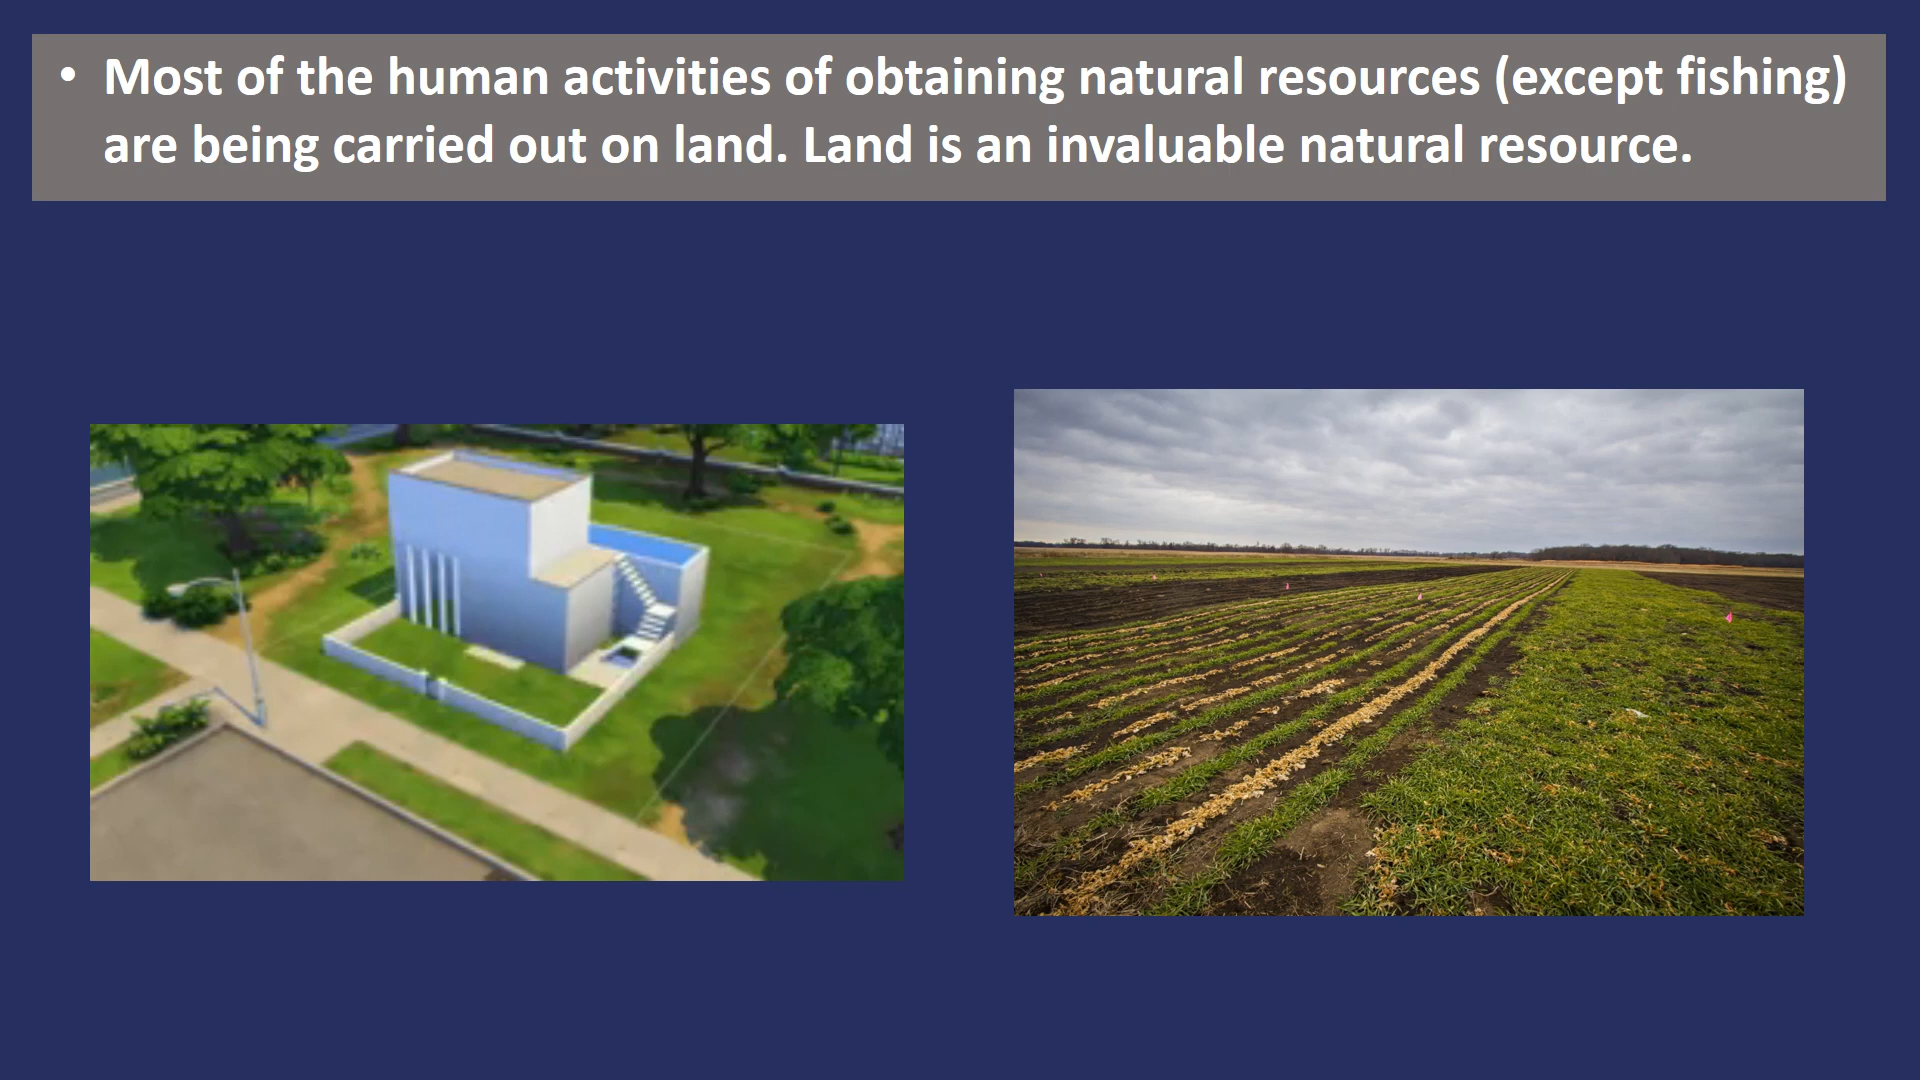 • Most of the human activities of obtaining natural resources (except fishing)
are being carried out on land. Land is an invaluable natural resource.